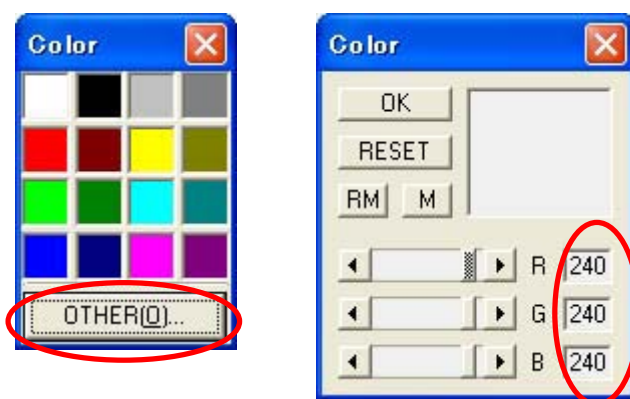 Color
OTHER(O)...
Color
OK
RESET
RM M
R 240
G 240
B 240